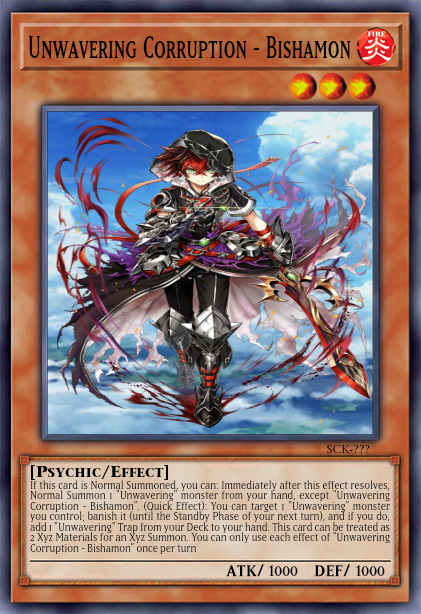 Unwavering Corruption - Bishamon
FIRE
炎
SCK-???
[Psychic/Effect]
If this card is Normal Summoned, you can: Immediately after this effect resolves,
Normal Summon 1 "Unwavering" monster from your hand, except "Unwavering
Corruption - Bishamon". (Quick Effect): You can target 1 "Unwavering" monster
you control; banish it (until the Standby Phase of your next turn), and if you do,
add 1 "Unwavering" Trap from your Deck to your hand. This card can be treated as
2 Xyz Materials for an Xyz Summon. You can only use each effect of "Unwavering
Corruption - Bishamon" once per turn
ATK/ 1000 DEF/ 1000